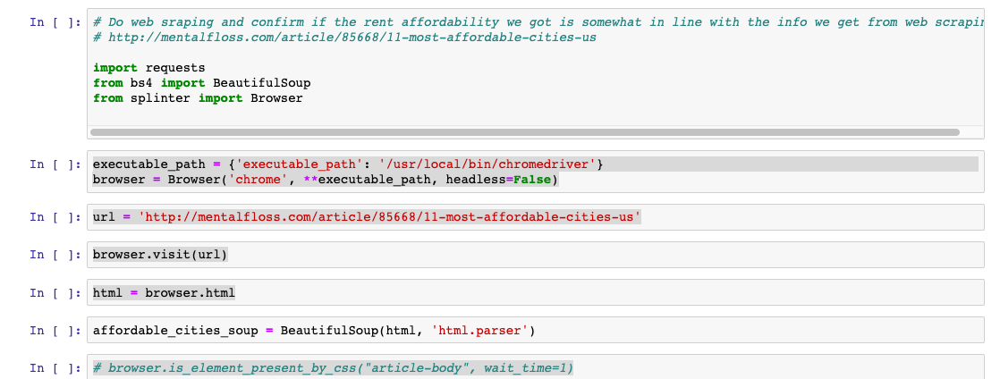 In [ ]: # Do web sraping and confirm if the rent affordability we got is somewhat in line with the info we get from web scrapin
# http://mentalfloss.com/article/85668/11-most-affordable-cities-us
import requests
from bs4 import BeautifulSoup
from splinter import Browser
In [ ]: executable_path = {'executable_path': '/usr/local/bin/chromedriver'}
browser = Browser('chrome', **executable_path, headless=False)
In [ ]: url = 'http://mentalfloss.com/article/85668/11-most-affordable-cities-us'
In [ ]: browser.visit(url)
In [ ]: html = browser.html
In [ ]: affordable_cities_soup = BeautifulSoup(html, 'html.parser')
In [ ]: # browser.is_element_present_by_css("article-body", wait_time=1)